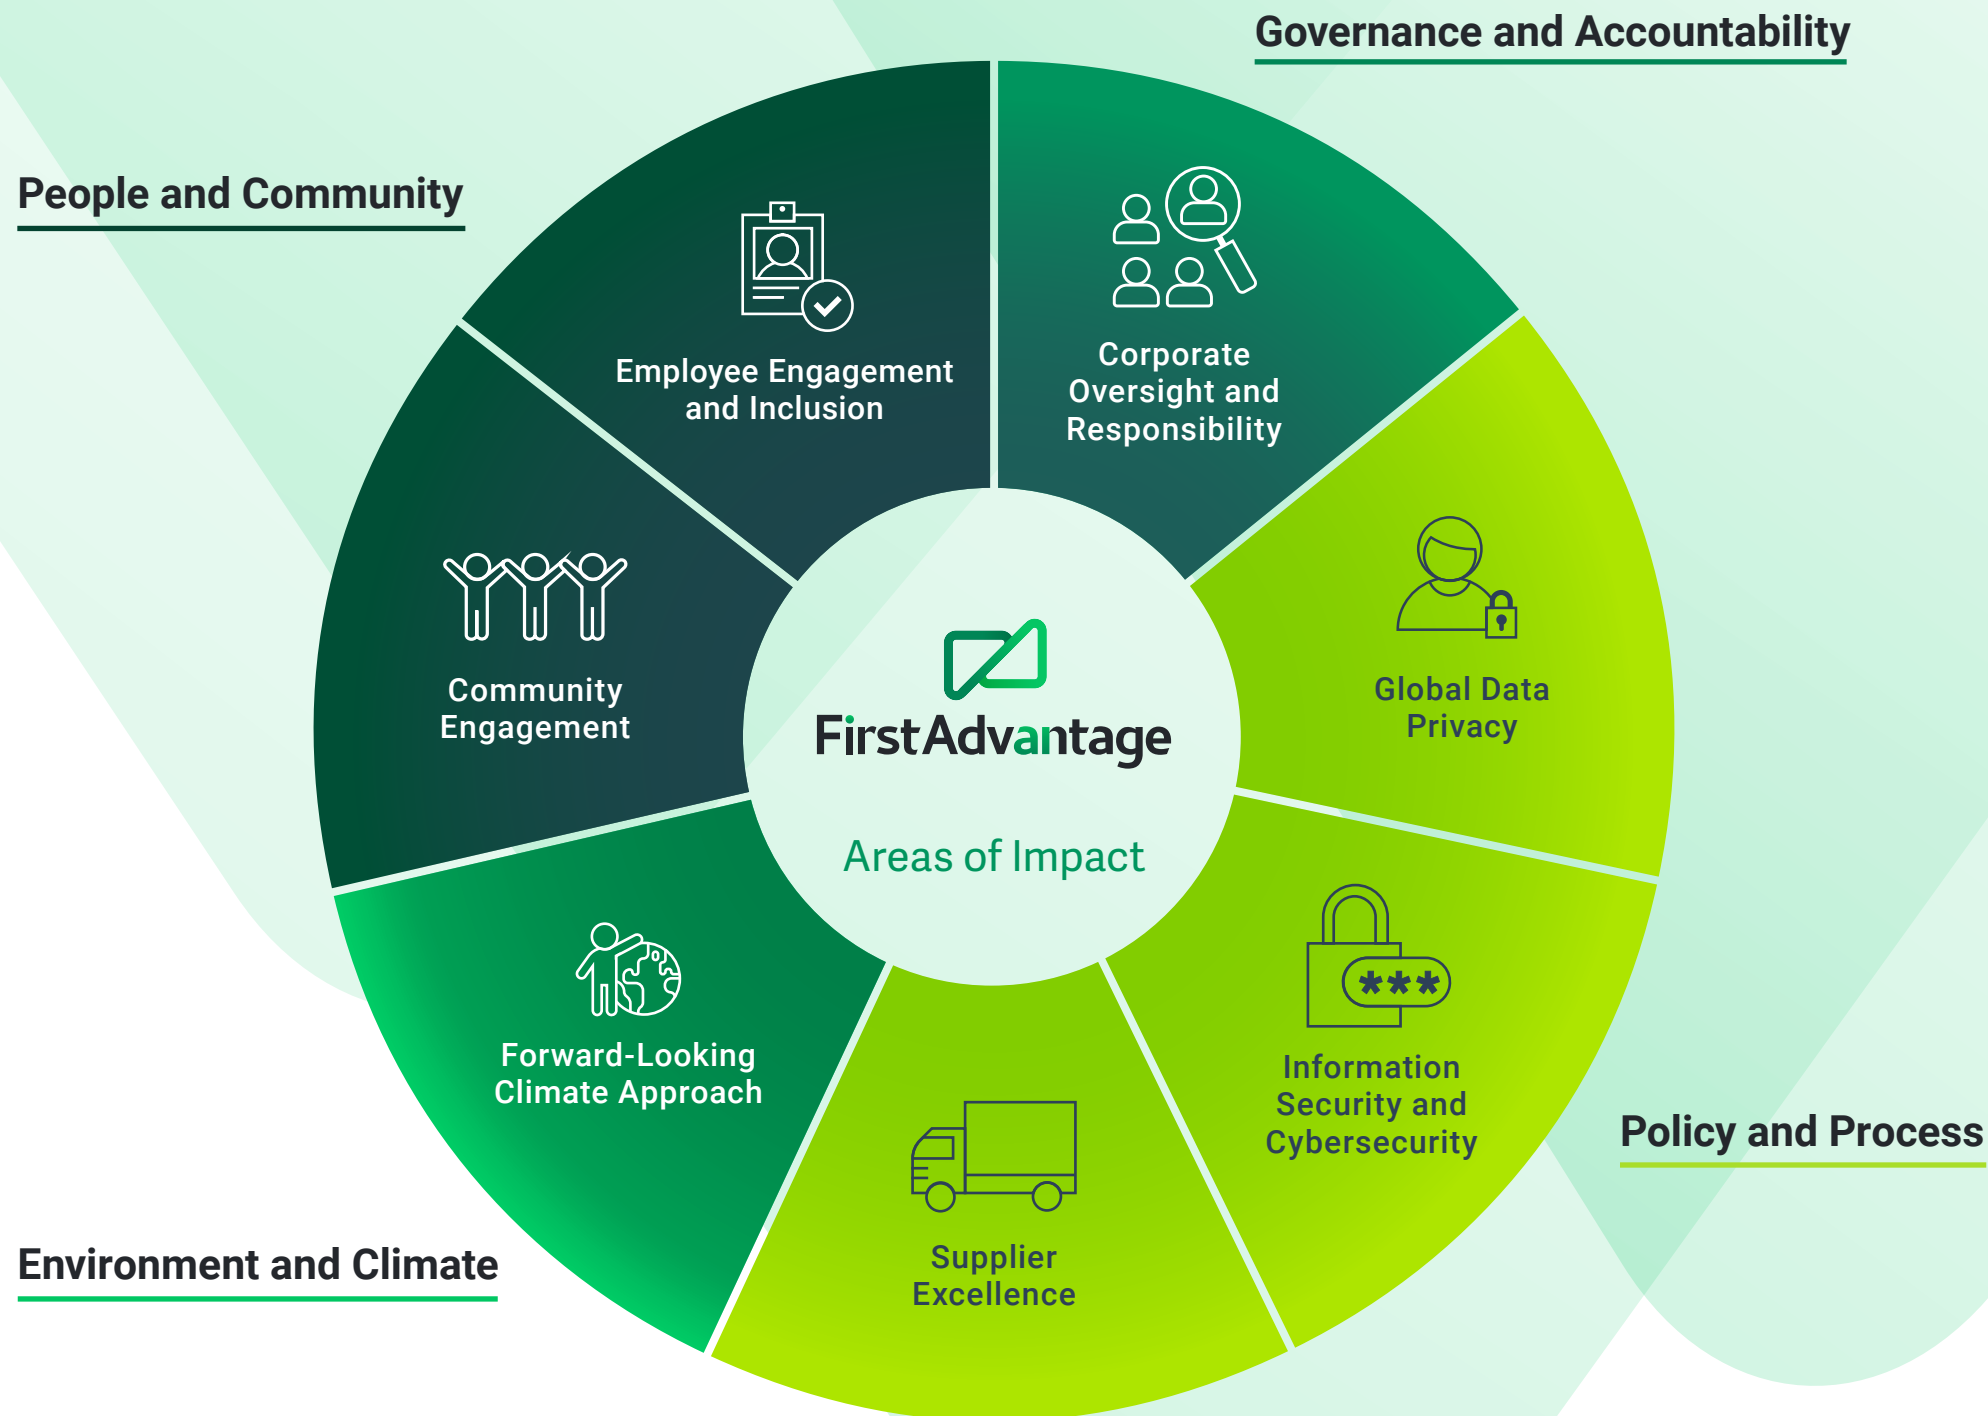 Governance and Accountability
People and Community
Employee Engagement
and Inclusion
Corporate
Oversight and
Responsibility
Community
Engagement
Global Data
Privacy
FirstAdvantage
Areas of Impact
Forward-Looking
Climate Approach
***
Information
Security and
Cybersecurity
Policy and Process
Supplier
Excellence
Environment and Climate